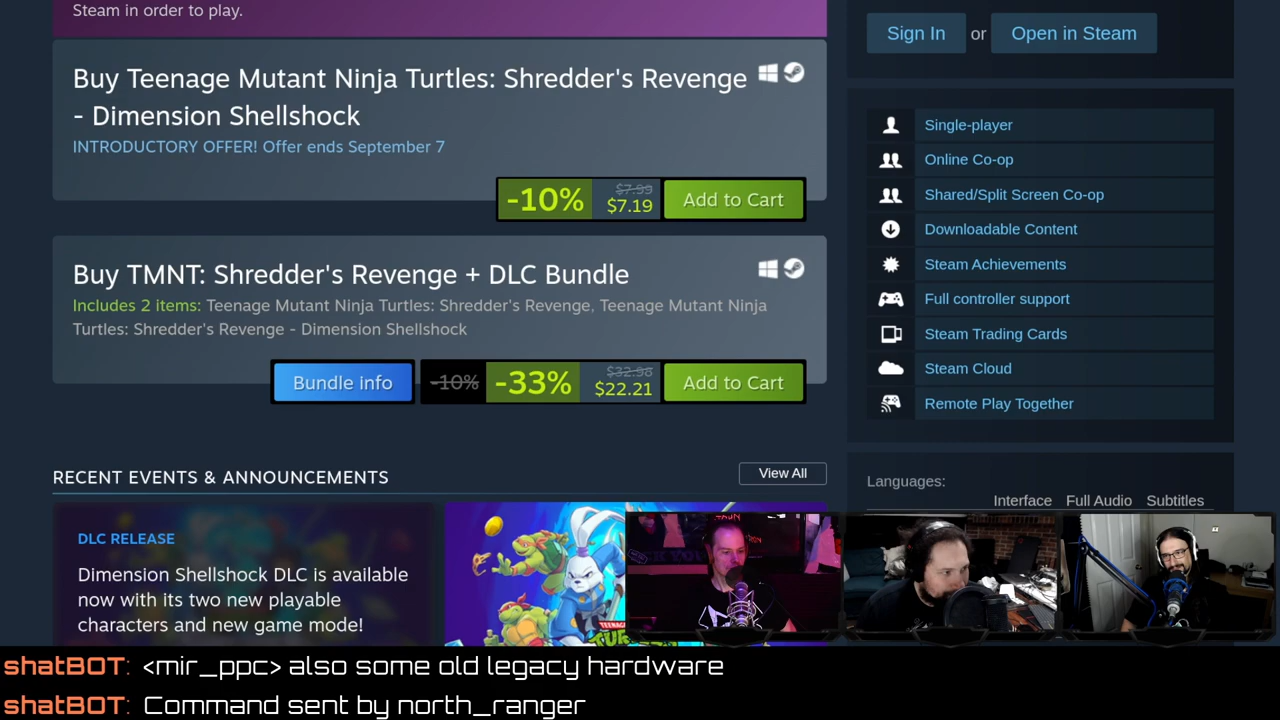 Steam in order to play.
Buy Teenage Mutant Ninja Turtles: Shredder's Revenge
- Dimension Shellshock
INTRODUCTORY OFFER! Offer ends September 7
-10%
$7.99
$7.19
Add to Cart
Buy TMNT: Shredder's Revenge + DLC Bundle
Includes 2 items: Teenage Mutant Ninja Turtles: Shredder's Revenge, Teenage Mutant Ninja
Turtles: Shredder's Revenge - Dimension Shellshock
Bundle info
-10%
-33%
$32.98
$22.21
Add to Cart
RECENT EVENTS & ANNOUNCEMENTS
View All
DLC RELEASE
Dimension Shellshock DLC is available
now with its two new playable
characters and new game mode!
Sign In or Open in Steam
Single-player
Online Co-op
Shared/Split Screen Co-op
Downloadable Content
Steam Achievements
Full controller support
Steam Trading Cards
Steam Cloud
Remote Play Together
Languages:
Interface Full Audio Subtitles
shatBOT: <mir_ppc> also some old legacy hardware
shatBOT: Command sent by north_ranger